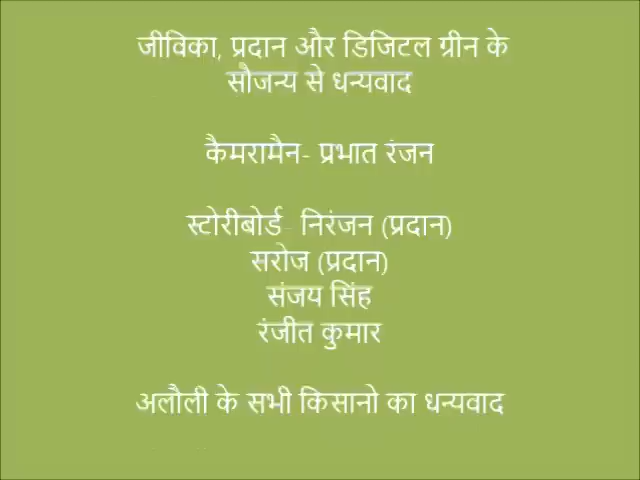 जीविका, प्रदान और डिजिटल ग्रीन के
सौजन्य से धन्यवाद
कैमरामैन- प्रभात रंजन
स्टोरीबोर्ड- निरंजन (प्रदान)
सरोज (प्रदान)
संजय सिंह
रंजीत कुमार
अलौली के सभी किसानो का धन्यवाद